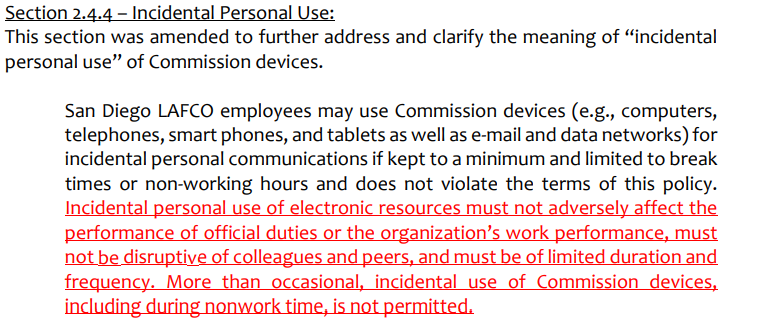 Section 2.4.4 – Incidental Personal Use:
This section was amended to further address and clarify the meaning of “incidental
personal use” of Commission devices.
San Diego LAFCO employees may use Commission devices (e.g., computers,
telephones, smart phones, and tablets as well as e-mail and data networks) for
incidental personal communications if kept to a minimum and limited to break
times or non-working hours and does not violate the terms of this policy.
Incidental personal use of electronic resources must not adversely affect the
performance of official duties or the organization’s work performance, must
not be disruptive of colleagues and peers, and must be of limited duration and
frequency. More than occasional, incidental use of Commission devices,
including during nonwork time, is not permitted.